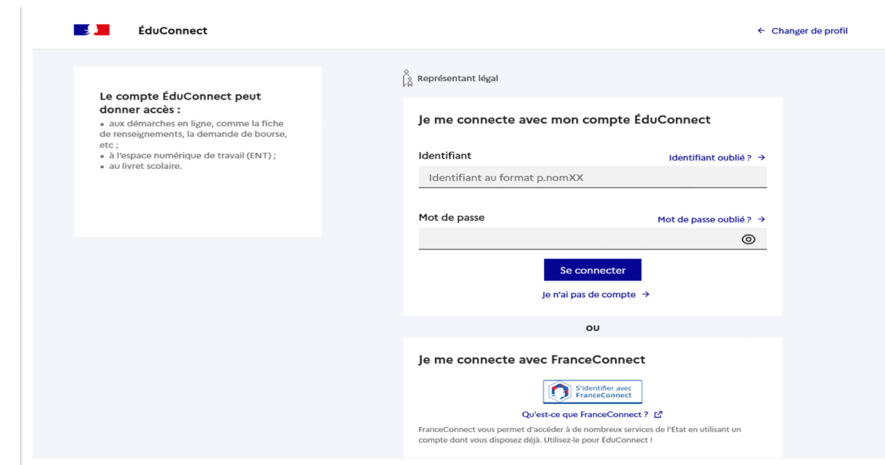 ÉduConnect
← Changer de profil
Le compte ÉduConnect peut
donner accès :
• aux démarches en ligne, comme la fiche
de renseignements, la demande de bourse,
etc ;
• à l'espace numérique de travail (ENT) ;
• au livret scolaire.
Représentant légal
Je me connecte avec mon compte ÉduConnect
Identifiant
Identifiant oublié ? →
Identifiant au format p.nomXX
Mot de passe
Mot de passe oublié ? →
Se connecter
Je n'ai pas de compte →
OU
Je me connecte avec FranceConnect
S'identifier avec
FranceConnect
Qu'est-ce que FranceConnect ?
FranceConnect vous permet d'accéder à de nombreux services de l'État en utilisant un
compte dont vous disposez déjà. Utilisez-le pour ÉduConnect !